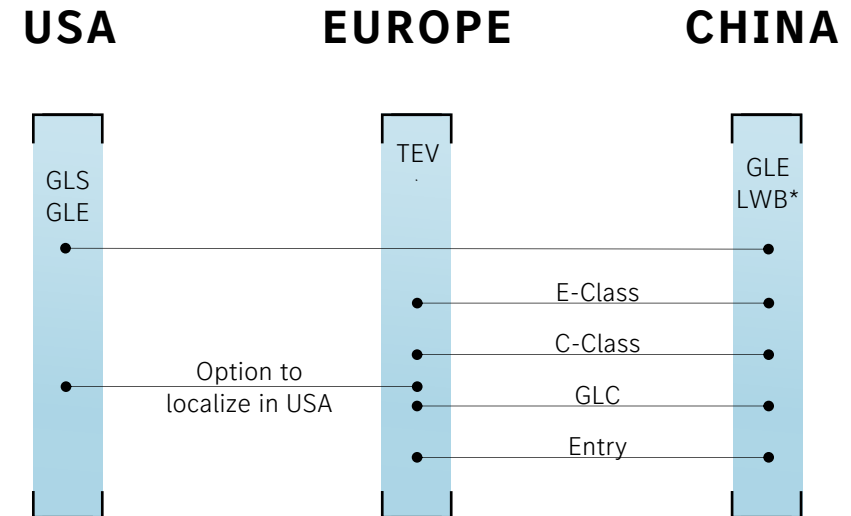 USA
EUROPE
CHINA
GLS
GLE
TEV
GLE
LWB*
E-Class
C-Class
Option to
localize in USA
GLC
Entry